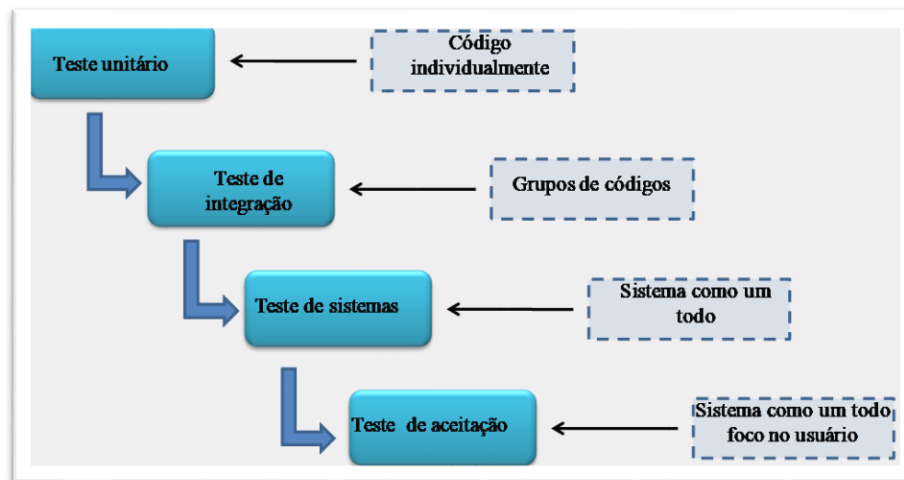 Teste unitário
Código
individualmente
Teste de
integração
Grupos de códigos
Teste de sistemas
Sistema como um
todo
Teste de aceitação
Sistema como um todo
foco no usuário